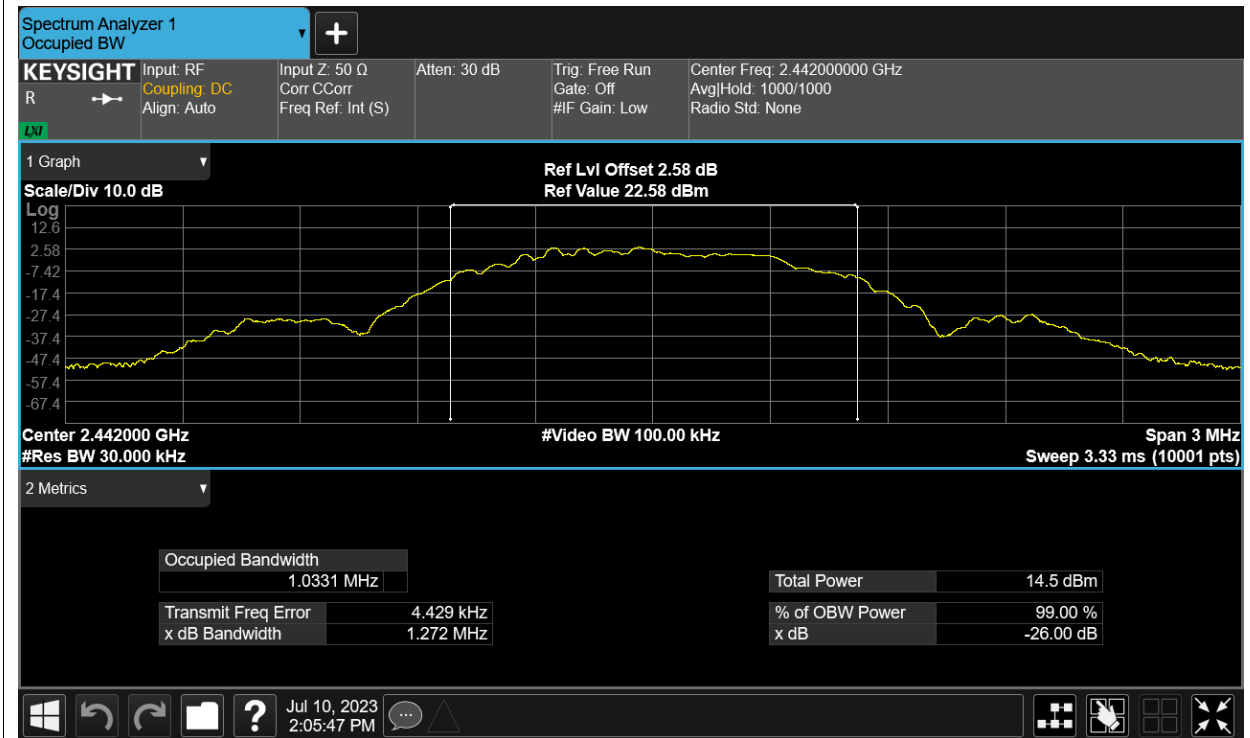 Spectrum Analyzer 1
Occupied BW
KEYSIGHT
R
LXI
Input: RF
Coupling: DC
Align: Auto
Input Z: 50 Ω
Corr CCorr
Freq Ref: Int (S)
Atten: 30 dB
Trig: Free Run
Gate: Off
#IF Gain: Low
Center Freq: 2.442000000 GHz
Avg|Hold: 1000/1000
Radio Std: None
1 Graph
Scale/Div 10.0 dB
Ref Lvl Offset 2.58 dB
Ref Value 22.58 dBm
Log
12.6
2.58
-7.42
-17.4
-27.4
-37.4
-47.4
-57.4
-67.4
Center 2.442000 GHz
#Res BW 30.000 kHz
#Video BW 100.00 kHz
Span 3 MHz
Sweep 3.33 ms (10001 pts)
2 Metrics
Occupied Bandwidth
1.0331 MHz
Transmit Freq Error 4.429 kHz
x dB Bandwidth 1.272 MHz
Total Power 14.5 dBm
% of OBW Power 99.00 %
x dB -26.00 dB
?
Jul 10, 2023
2:05:47 PM